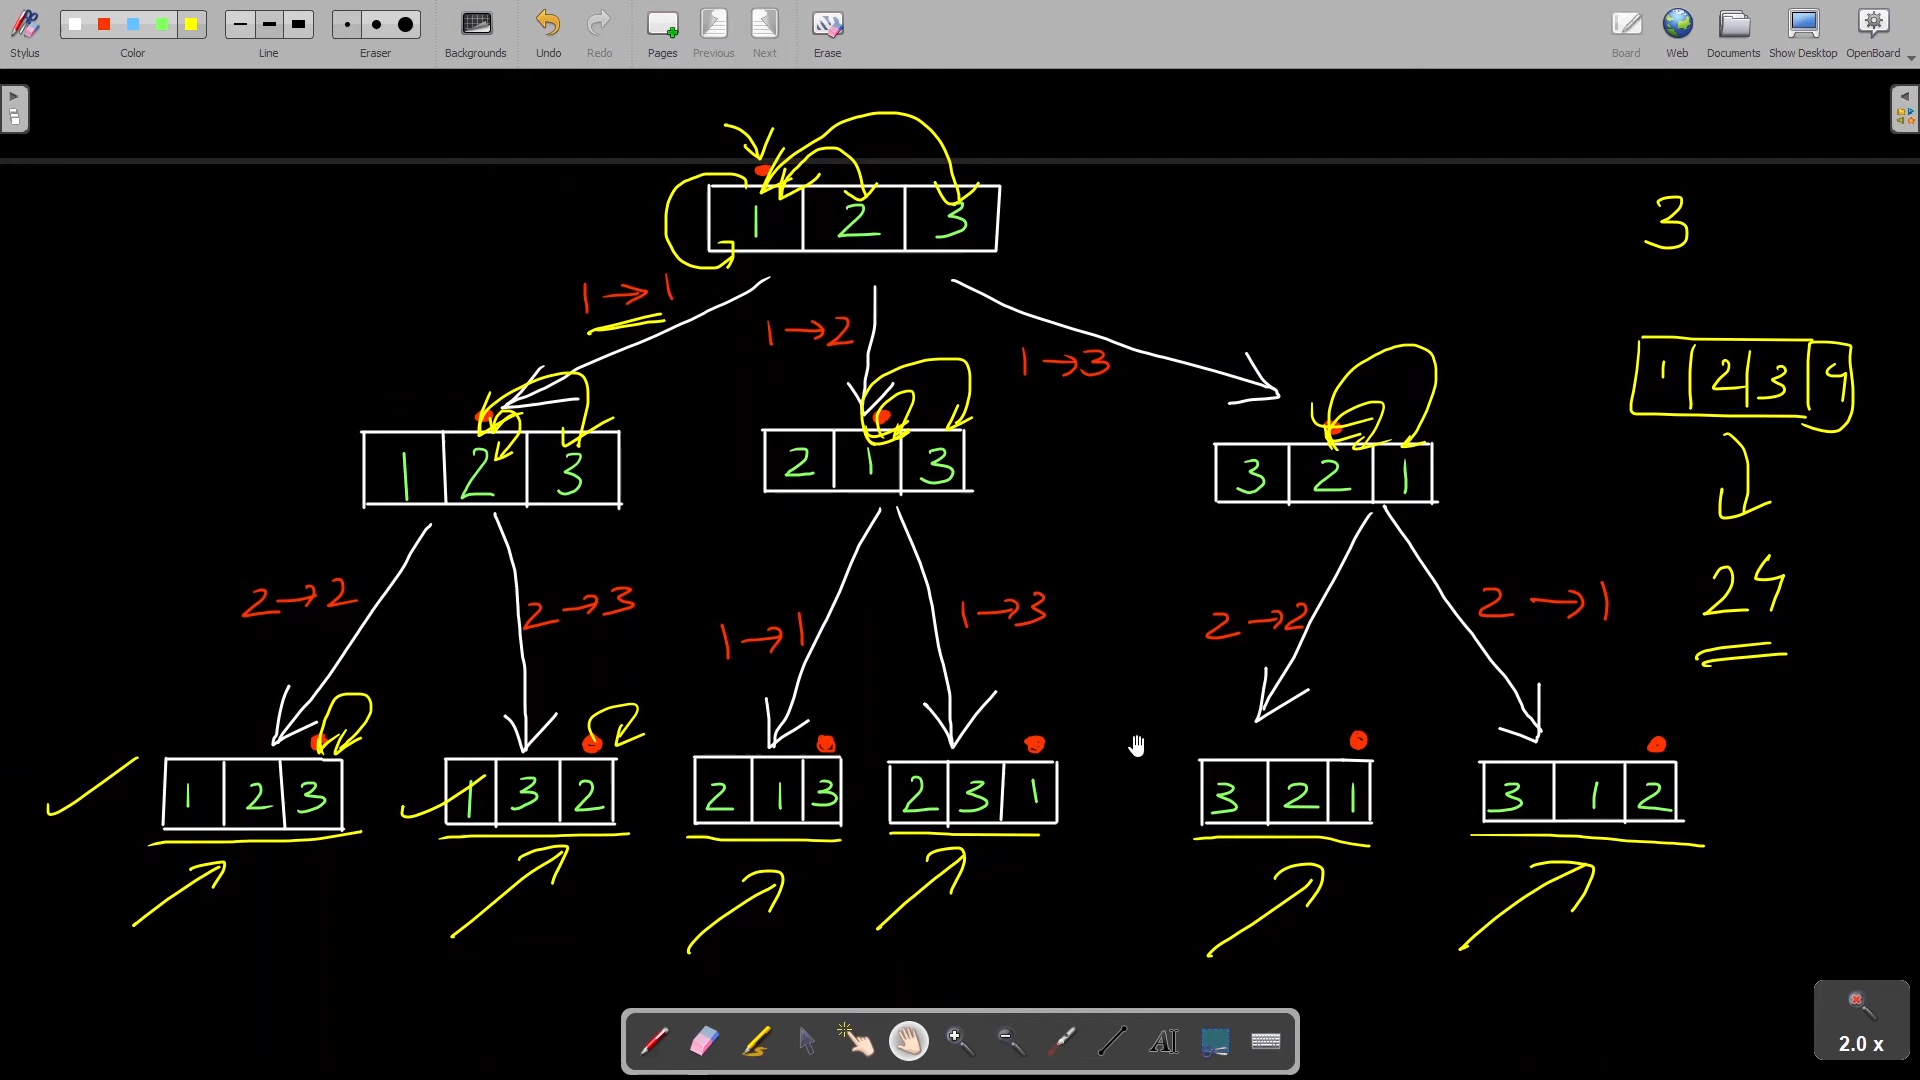 Stylus Color Line Eraser Backgrounds Undo Redo Pages Previous Next Erase Board Web Documents Show Desktop OpenBoard
1 2 3
3
1→1
1→2
1→3
1 2 3 4
1 2 3
2 1 3
3 2 1
2→2
2→3
1→1
1→3
2→2
2→1
24
1 2 3
1 3 2
2 1 3
2 3 1
3 2 1
3 1 2
AI
2.0 x